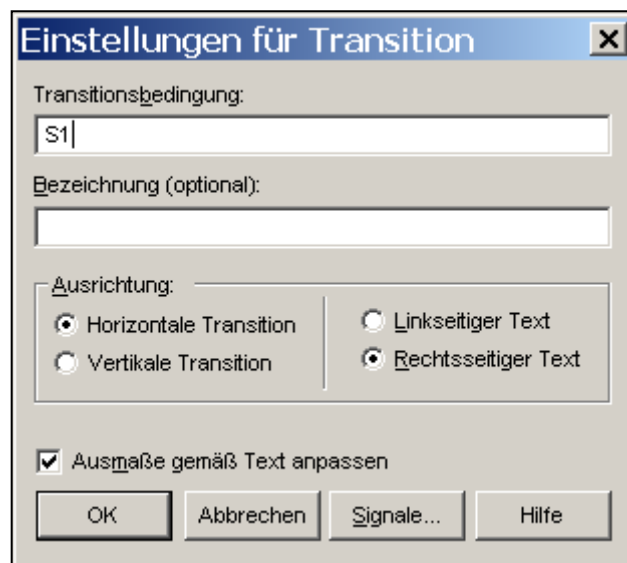 Einstellungen für Transition
Transitionsbedingung:
S1
Bezeichnung (optional):
Ausrichtung:
Horizontale Transition
Linkseitiger Text
Vertikale Transition
Rechtsseitiger Text
Ausmaße gemäß Text anpassen
OK Abbrechen Signale... Hilfe